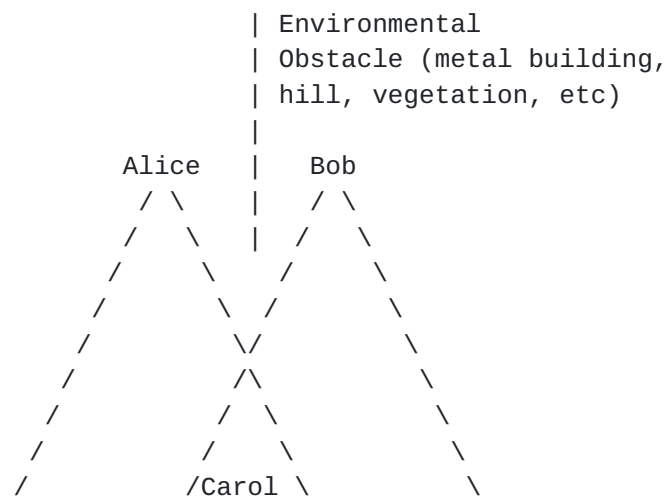 Environmental
Obstacle (metal building,
hill, vegetation, etc)
Alice Bob
Carol